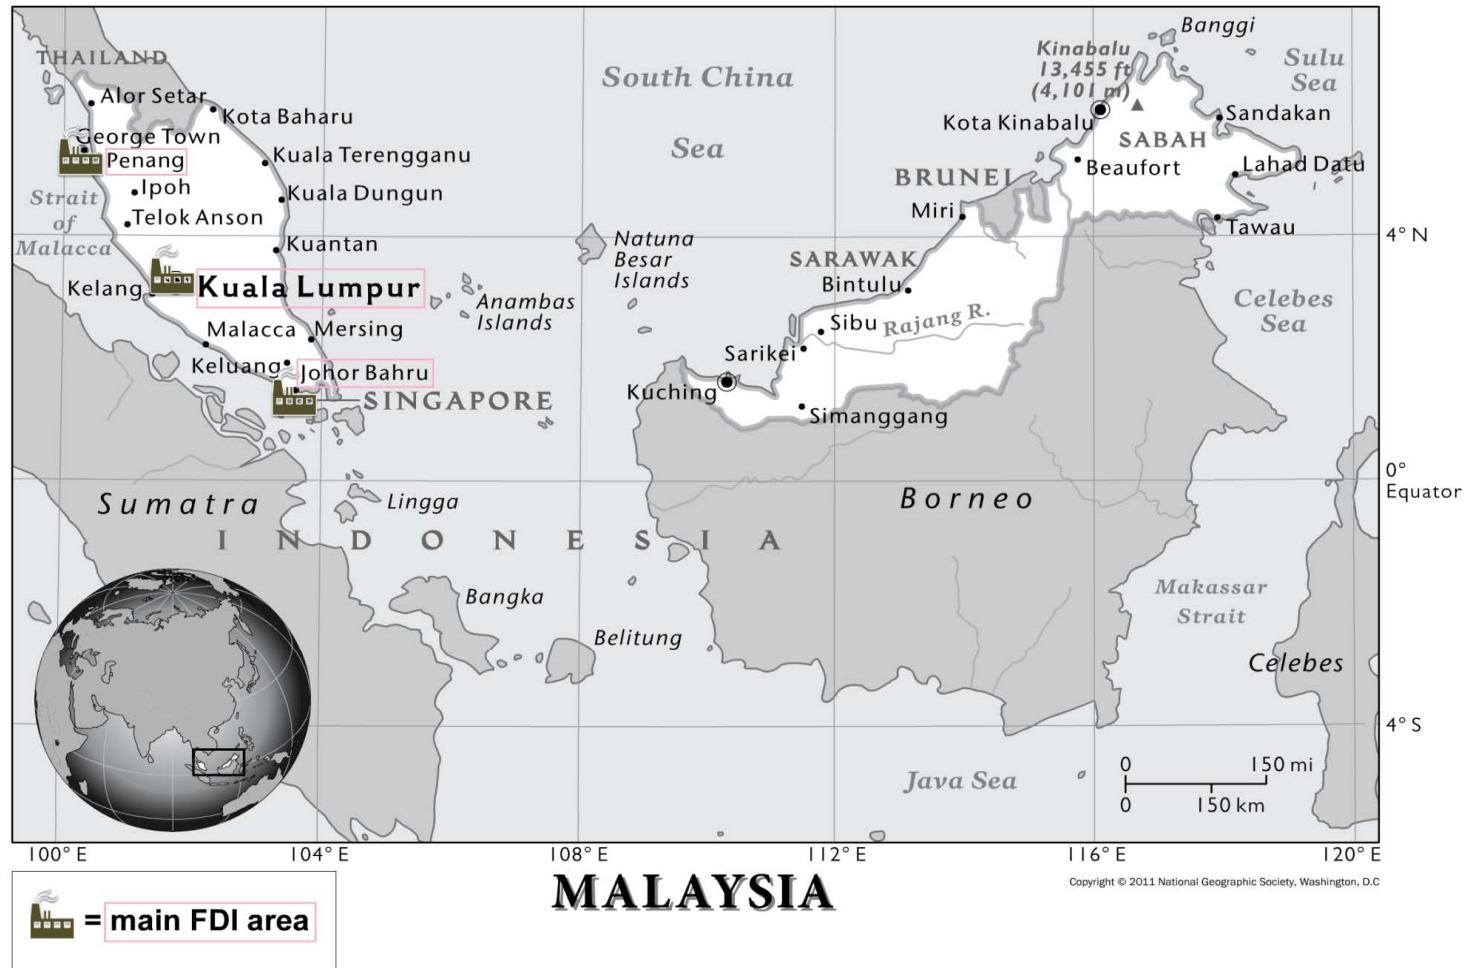 Banggi
Kinabalu
13,455 ft
(4,101 m)
Sulu
Sea
THAILAND
South China
Sea
Alor Setar
Kota Baharu
Kota Kinabalu
Sandakan
SABAH
George Town
Penang
Kuala Terengganu
Beaufort
Lahad Datu
BRUNEI
Ipoh
Strait
of
Malacca
Kuala Dungun
Telok Anson
Miri
Tawau
4° N
Kuantan
Natuna
Besar
Islands
SARAWAK
Bintulu
Kelang
Kuala Lumpur
Anambas
Islands
Celebes
Sea
Malacca
Mersing
Sibu
Rajang R.
Sarikei
Keluang
Johor Bahru
Kuching
SINGAPORE
Simanggang
0°
Equator
Sumatra
Lingga
Borneo
INDONESIA
Bangka
Makassar
Strait
Belitung
Celebes
4° S
Java Sea
0 150 mi
0 150 km
100° E 104° E 108° E 112° E 116° E 120° E
MALAYSIA
Copyright © 2011 National Geographic Society, Washington, D.C
= main FDI area